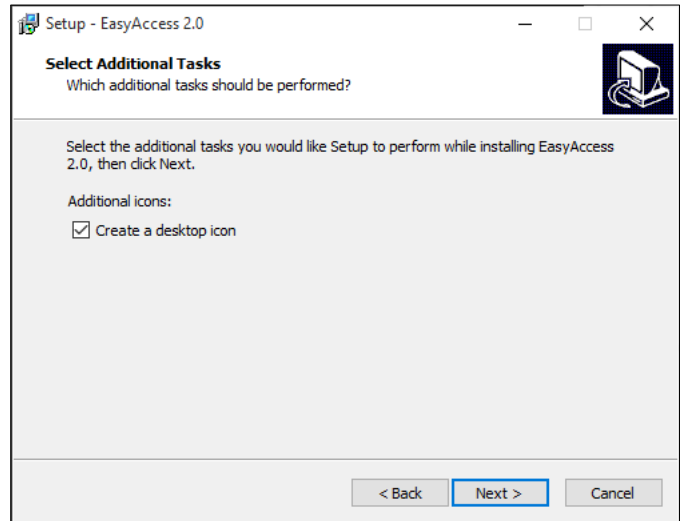 Setup - EasyAccess 2.0
Select Additional Tasks
Which additional tasks should be performed?
Select the additional tasks you would like Setup to perform while installing EasyAccess
2.0, then click Next.
Additional icons:
Create a desktop icon
< Back
Next >
Cancel